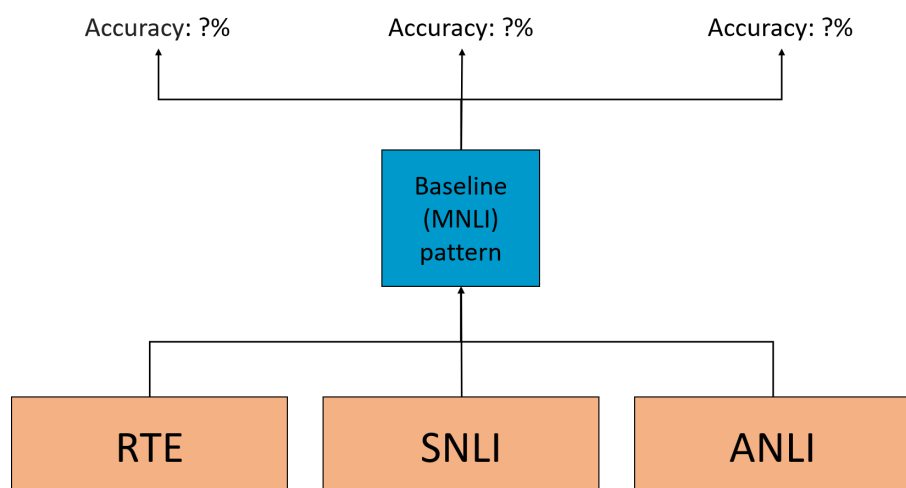 Accuracy: ?%
Accuracy: ?%
Accuracy: ?%
Baseline
(MNLI)
pattern
RTE
SNLI
ANLI